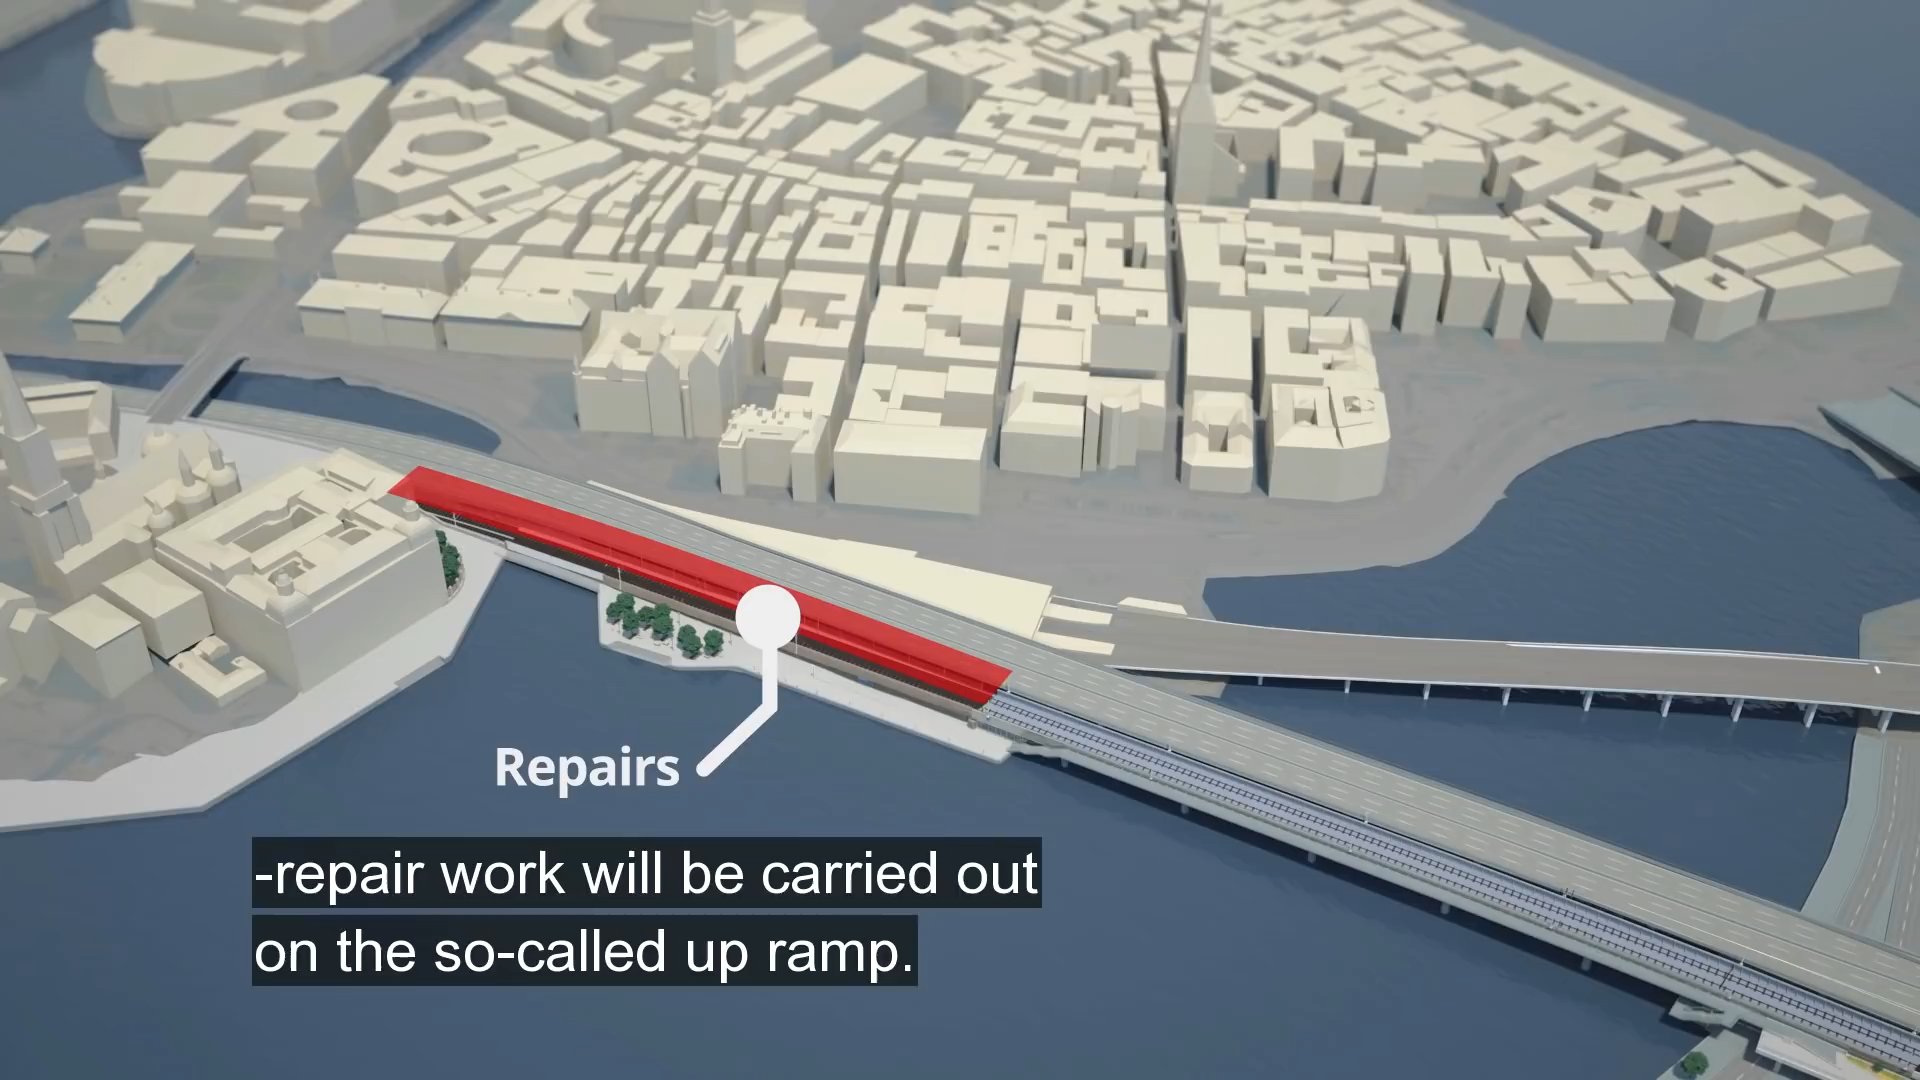 Repairs
-repair work will be carried out
on the so-called up ramp.